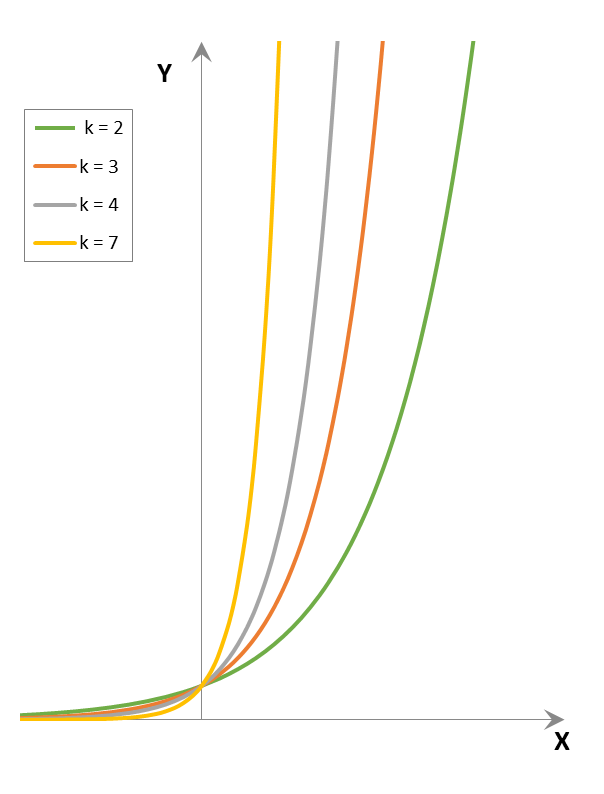 Y
k = 2
k = 3
k = 4
k = 7
X